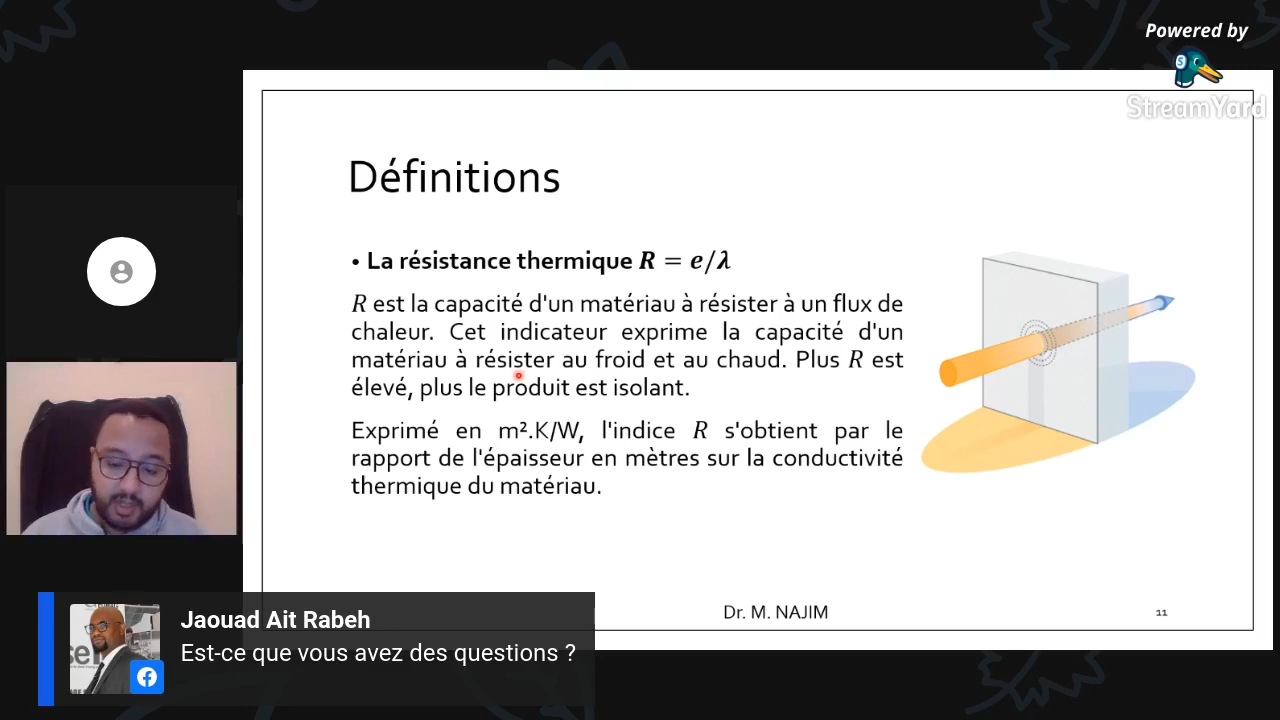 Powered by
StreamYard
Définitions
• La résistance thermique R = e/λ
R est la capacité d'un matériau à résister à un flux de
chaleur. Cet indicateur exprime la capacité d'un
matériau à résister au froid et au chaud. Plus R est
élevé, plus le produit est isolant.
Exprimé en m².K/W, l'indice R s'obtient par le
rapport de l'épaisseur en mètres sur la conductivité
thermique du matériau.
Dr. M. NAJIM
11
Jaouad Ait Rabeh
Est-ce que vous avez des questions ?